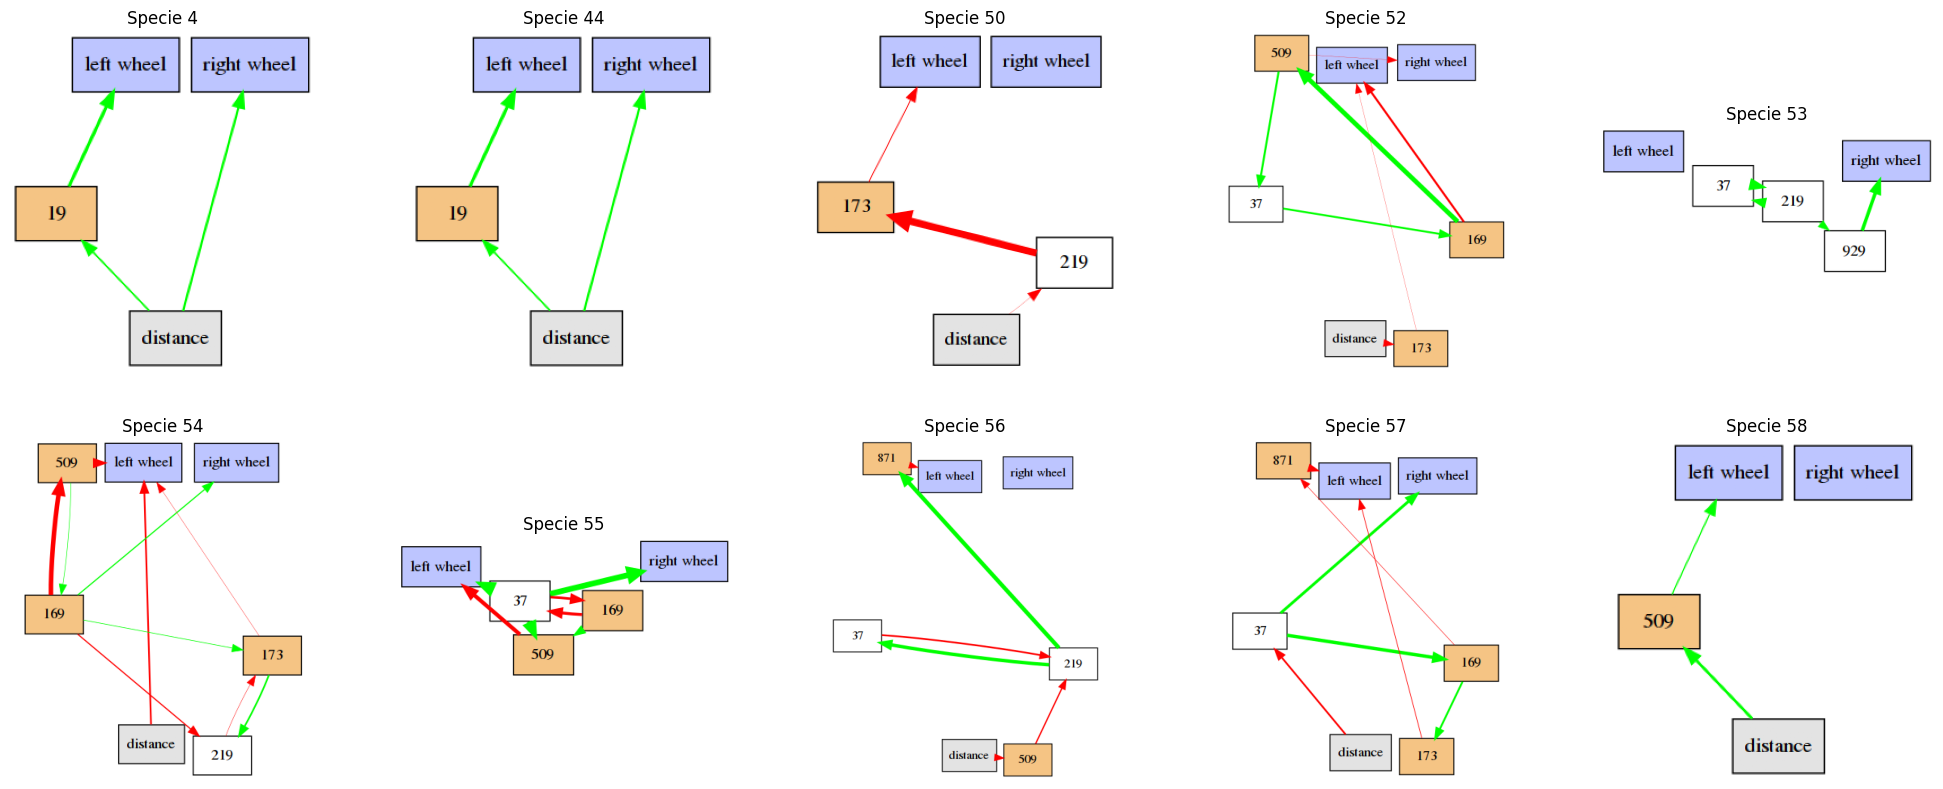 Specie 4
left wheel
right wheel
19
distance
Specie 44
left wheel
right wheel
19
distance
Specie 50
left wheel
right wheel
173
219
distance
Specie 52
509
left wheel
right wheel
37
169
distance
173
Specie 53
left wheel
right wheel
37
219
929
Specie 54
509
left wheel
right wheel
169
173
distance
219
Specie 55
left wheel
right wheel
37
169
509
Specie 56
871
left wheel
right wheel
37
219
distance
509
Specie 57
871
left wheel
right wheel
37
169
distance
173
Specie 58
left wheel
right wheel
509
distance